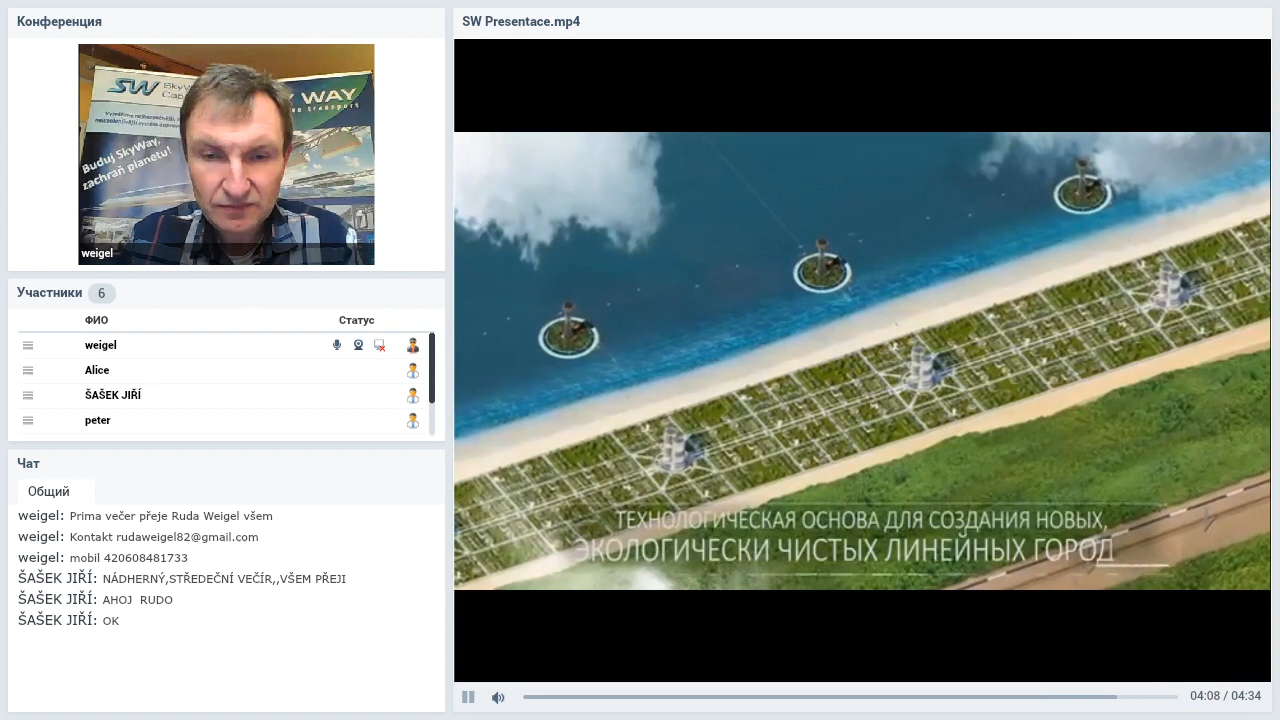 Конференция
SW
SKY WAY
Buduj SkyWay,
zachraň planetu!
weigel
Участники 6
ФИО Статус
weigel
Alice
ŠAŠEK JIŘÍ
peter
Чат
Общий
weigel: Prima večer přeje Ruda Weigel všem
weigel: Kontakt rudaweigel82@gmail.com
weigel: mobil 420608481733
ŠAŠEK JIŘÍ: NÁDHERNÝ,STŘEDEČNÍ VEČÍR,,VŠEM PŘEJI
ŠAŠEK JIŘÍ: AHOJ RUDO
ŠAŠEK JIŘÍ: OK
SW Presentace.mp4
ТЕХНОЛОГИЧЕСКАЯ ОСНОВА ДЛЯ СОЗДАНИЯ НОВЫХ,
ЭКОЛОГИЧЕСКИ ЧИСТЫХ ЛИНЕЙНЫХ ГОРОД
04:08 / 04:34